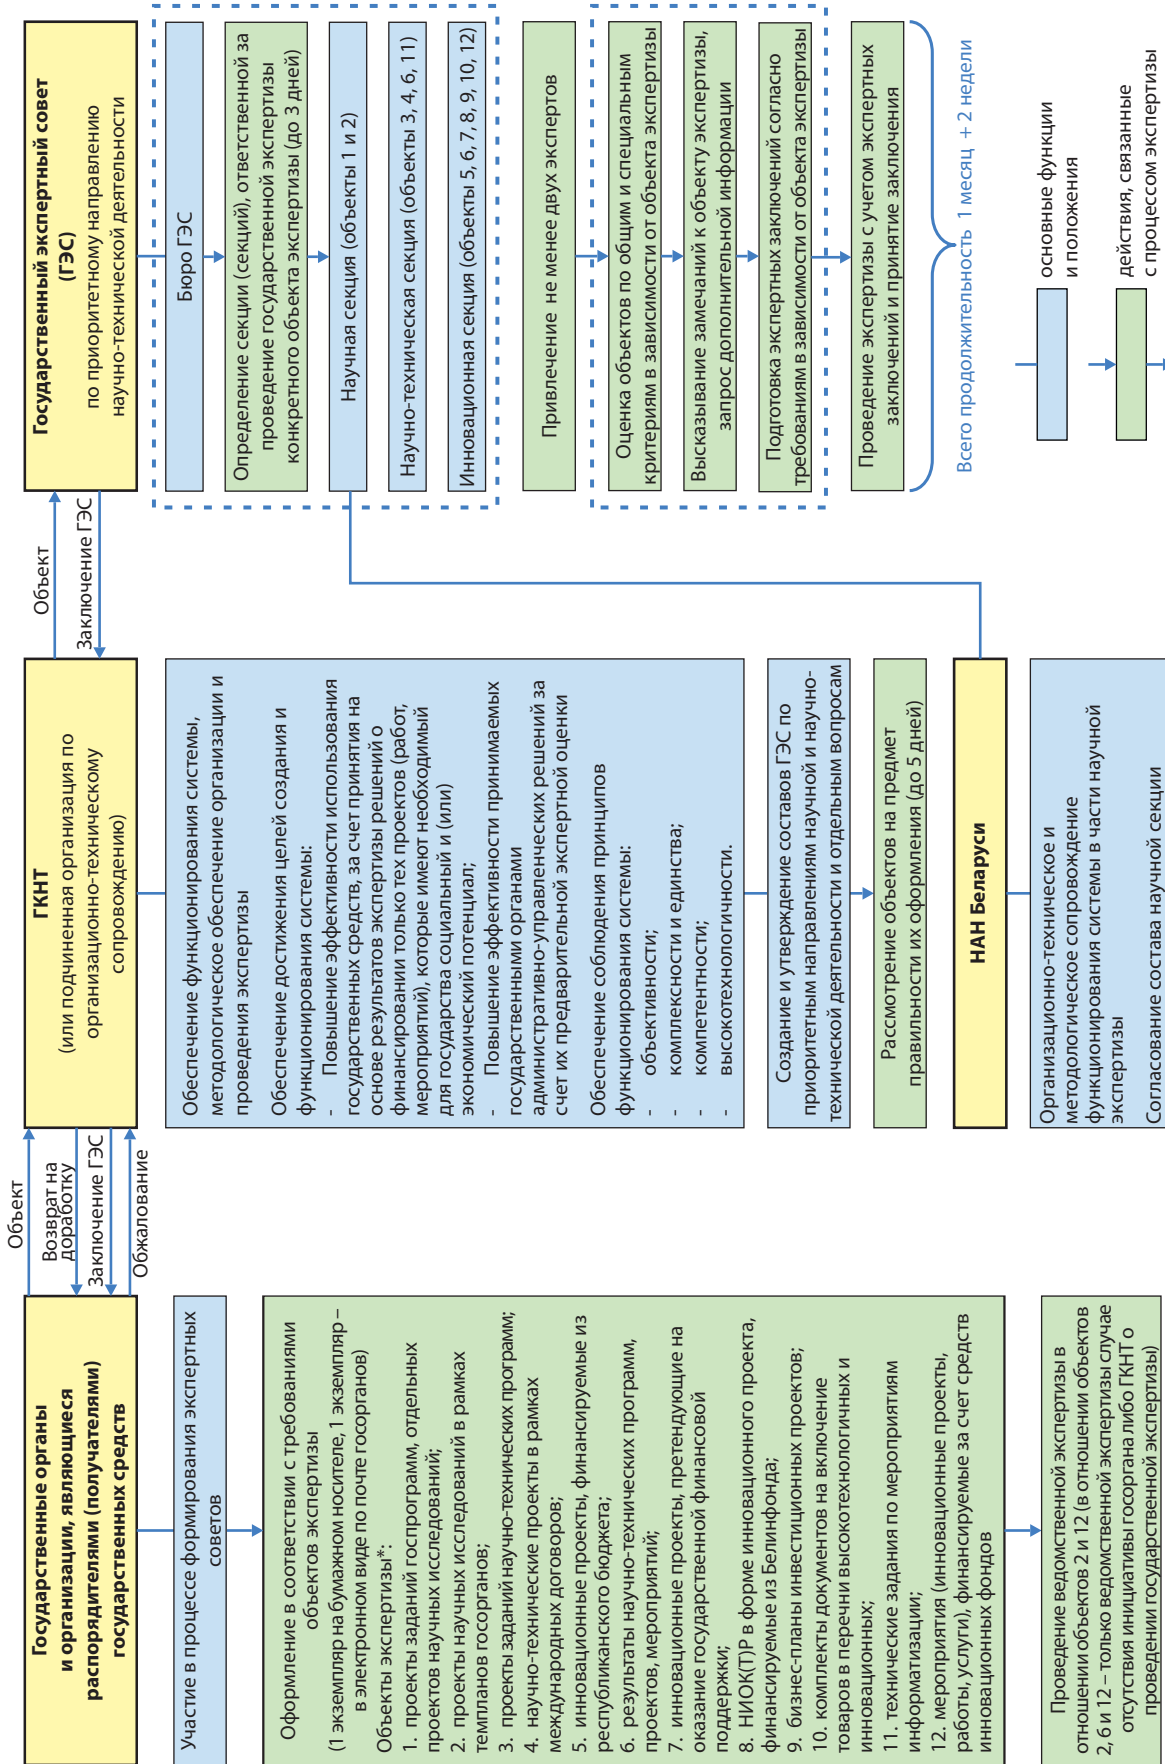 Государственные органы
и организации, являющиеся
распорядителями (получателями)
государственных средств
Объект
Возврат на
доработку
Заключение ГЭС
Обжалование
ГКНТ
(или подчиненная организация по
организационно-техническому
сопровождению)
Объект
Заключение ГЭС
Государственный экспертный совет
(ГЭС)
по приоритетному направлению
научно-технической деятельности
Участие в процессе формирования экспертных
советов
Оформление в соответствии с требованиями
объектов экспертизы
(1 экземпляр на бумажном носителе, 1 экземпляр –
в электронном виде по почте госорганов)
Объекты экспертизы*:
1. проекты заданий госпрограмм, отдельных
проектов научных исследований;
2. проекты научных исследований в рамках
темпланов госорганов;
3. проекты заданий научно-технических программ;
4. научно-технические проекты в рамках
международных договоров;
5. инновационные проекты, финансируемые из
республиканского бюджета;
6. результаты научно-технических программ,
проектов, мероприятий;
7. инновационные проекты, претендующие на
оказание государственной финансовой
поддержки;
8. НИОК(Т)Р в форме инновационного проекта,
финансируемые из Белинфонда;
9. бизнес-планы инвестиционных проектов;
10. комплекты документов на включение
товаров в перечни высокотехнологичных и
инновационных;
11. технические задания по мероприятиям
информатизации;
12. мероприятия (инновационные проекты,
работы, услуги), финансируемые за счет средств
инновационных фондов
Проведение ведомственной экспертизы в
отношении объектов 2 и 12 (в отношении объектов
2, 6 и 12 – только ведомственной экспертизы случае
отсутствия инициативы госоргана либо ГКНТ о
проведении государственной экспертизы)
Обеспечение функционирования системы,
методологическое обеспечение организации и
проведения экспертизы
Обеспечение достижения целей создания и
функционирования системы:
- Повышение эффективности использования
государственных средств, за счет принятия на
основе результатов экспертизы решений о
финансировании только тех проектов (работ,
мероприятий), которые имеют необходимый
для государства социальный и (или)
экономический потенциал;
- Повышение эффективности принимаемых
государственными органами
административно-управленческих решений за
счет их предварительной экспертной оценки
Обеспечение соблюдения принципов
функционирования системы:
- объективности;
- комплексности и единства;
- компетентности;
- высокотехнологичности.
Создание и утверждение составов ГЭС по
приоритетным направлениям научной и научно-
технической деятельности и отдельным вопросам
Рассмотрение объектов на предмет
правильности их оформления (до 5 дней)
НАН Беларуси
Организационно-техническое и
методологическое сопровождение
функционирования системы в части научной
экспертизы
Согласование состава научной секции
Бюро ГЭС
Определение секции (секций), ответственной за
проведение государственной экспертизы
конкретного объекта экспертизы (до 3 дней)
Научная секция (объекты 1 и 2)
Научно-техническая секция (объекты 3, 4, 6, 11)
Инновационная секция (объекты 5, 6, 7, 8, 9, 10, 12)
Привлечение не менее двух экспертов
Оценка объектов по общим и специальным
критериям в зависимости от объекта экспертизы
Высказывание замечаний к объекту экспертизы,
запрос дополнительной информации
Подготовка экспертных заключений согласно
требованиям в зависимости от объекта экспертизы
Проведение экспертизы с учетом экспертных
заключений и принятие заключения
Всего продолжительность 1 месяц + 2 недели
основные функции
и положения
действия, связанные
с процессом экспертизы